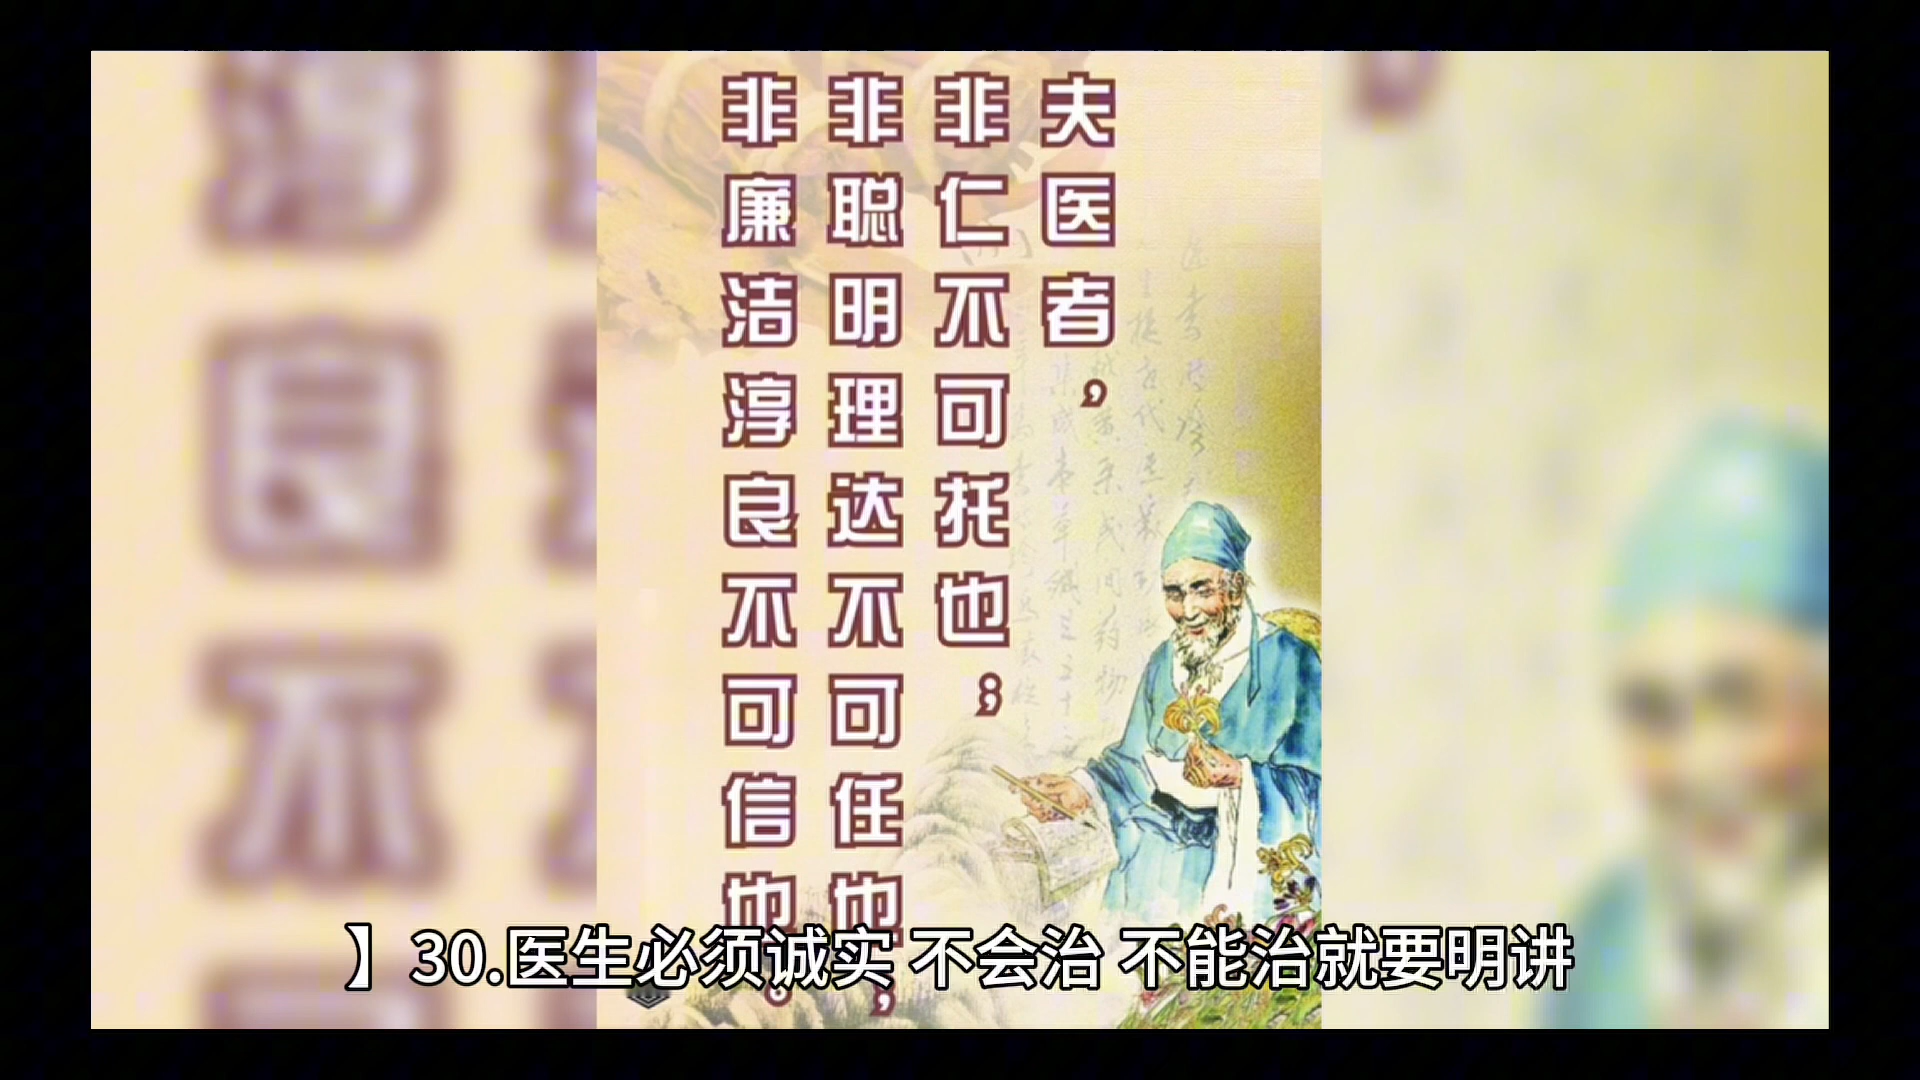 夫医者，
非仁不可托也；
非聪明理达不可任也，
非廉洁淳良不可信也。
】30.医生必须诚实 不会治 不能治就要明讲